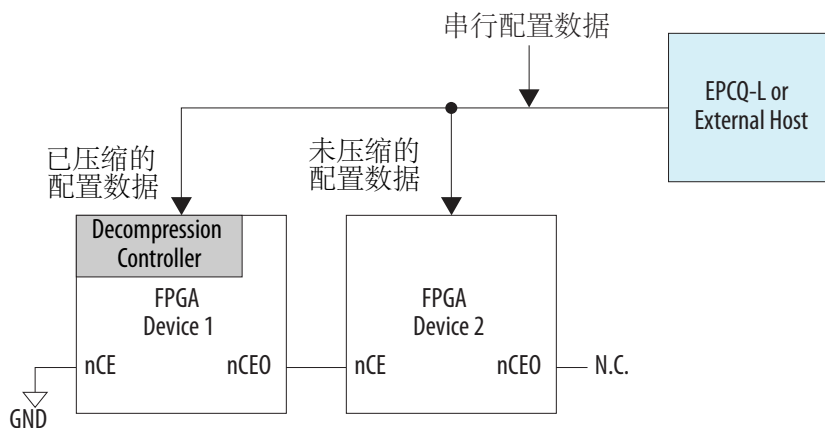 串行配置数据
EPCQ-L or
External Host
已压缩的
配置数据
未压缩的
配置数据
Decompression
Controller
FPGA
Device 1
FPGA
Device 2
nCE
nCEO
nCE
nCEO
N.C.
GND